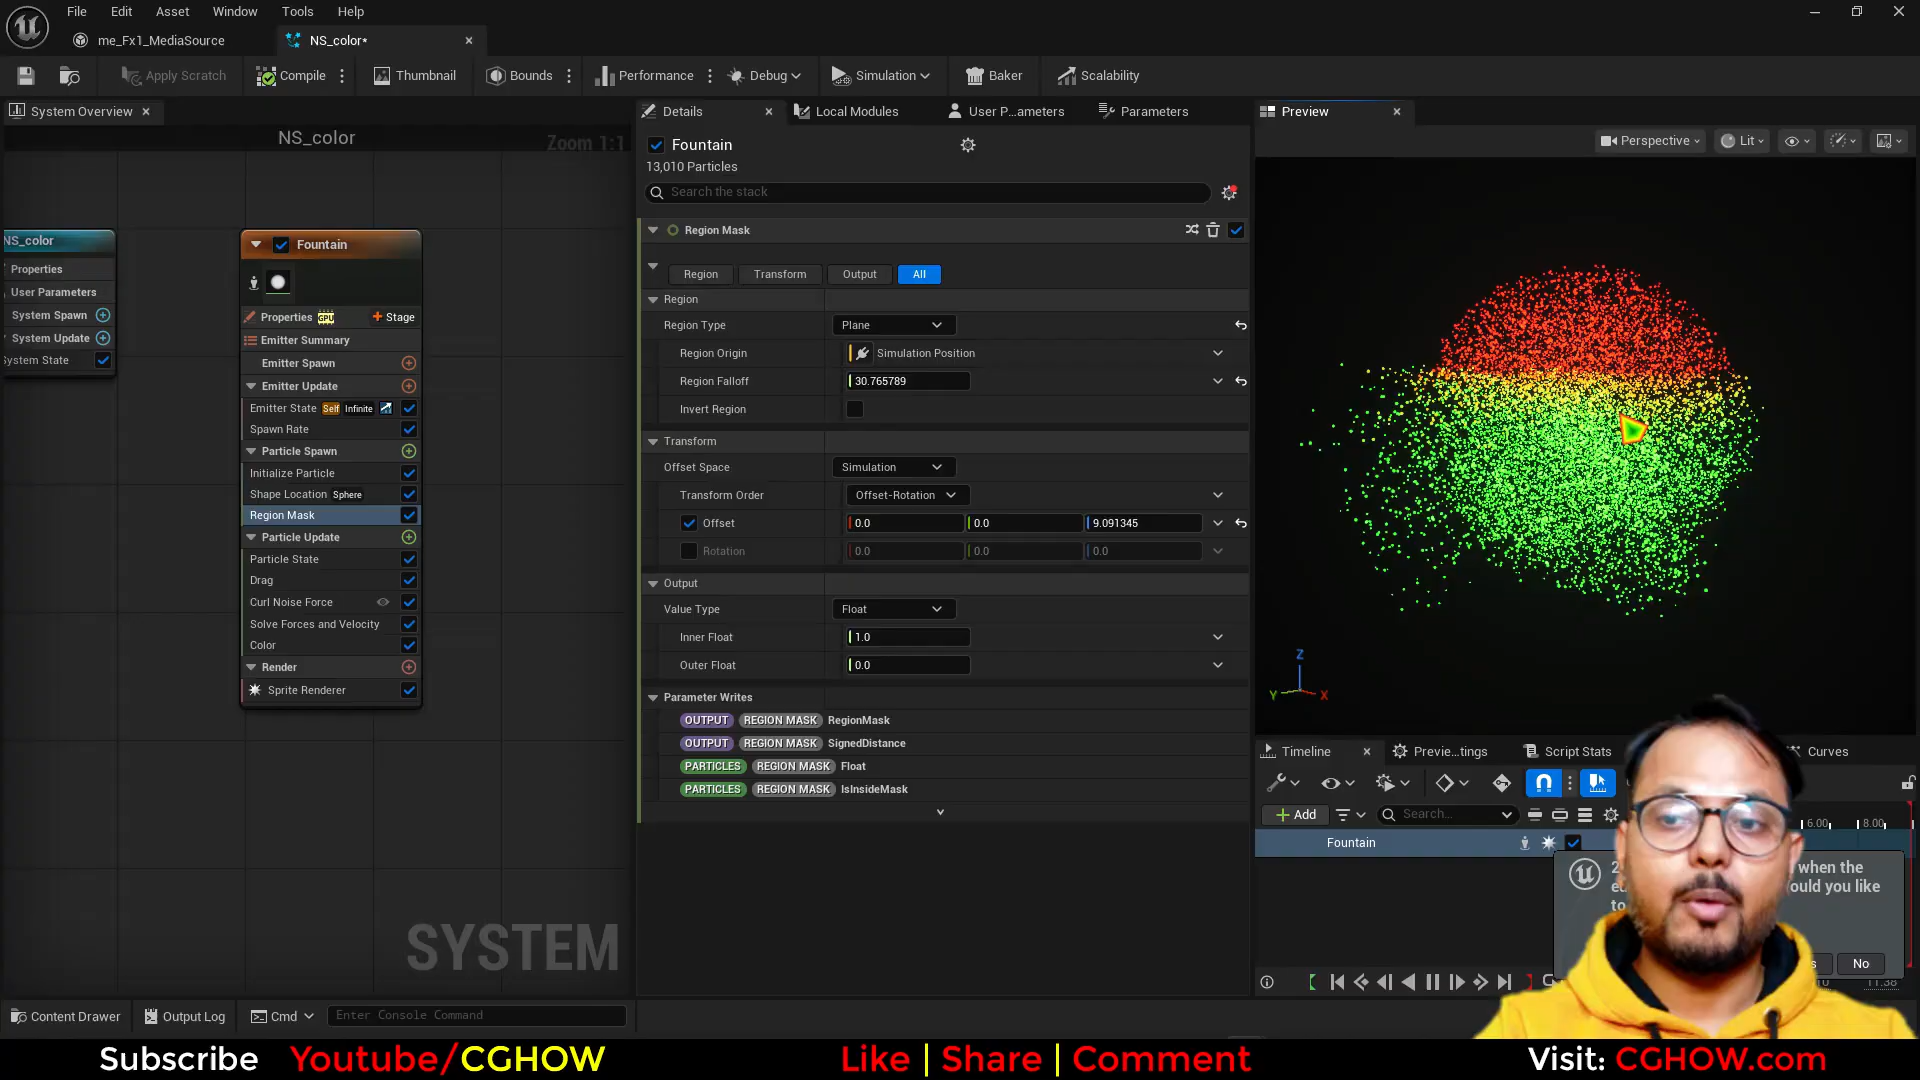 File Edit Asset Window Tools Help
me_Fx1_MediaSource
NS_color*
Apply Scratch
Compile
Thumbnail
Bounds
Performance
Debug
Simulation
Baker
Scalability
System Overview
NS_color
Zoom 1:1
NS_color
Properties
User Parameters
System Spawn
System Update
System State
Fountain
Properties GPU Stage
Emitter Summary
Emitter Spawn
Emitter Update
Emitter State Self Infinite
Spawn Rate
Particle Spawn
Initialize Particle
Shape Location Sphere
Region Mask
Particle Update
Particle State
Drag
Curl Noise Force
Solve Forces and Velocity
Color
Render
Sprite Renderer
SYSTEM
Details
Local Modules
User P...ameters
Parameters
Fountain
13,010 Particles
Search the stack
Region Mask
Region Transform Output All
Region
Region Type Plane
Region Origin Simulation Position
Region Falloff 30.765789
Invert Region
Transform
Offset Space Simulation
Transform Order Offset-Rotation
Offset 0.0 0.0 9.091345
Rotation 0.0 0.0 0.0
Output
Value Type Float
Inner Float 1.0
Outer Float 0.0
Parameter Writes
OUTPUT REGION MASK RegionMask
OUTPUT REGION MASK SignedDistance
PARTICLES REGION MASK Float
PARTICLES REGION MASK IsInsideMask
Preview
Perspective Lit
Z
Y X
Timeline
Previe...tings
Script Stats
Curves
Add Search...
6.00 8.00
Fountain
when the
ould you like
to
No
11.38
Content Drawer
Output Log
Cmd
Enter Console Command
Subscribe Youtube/CGHOW Like | Share | Comment Visit: CGHOW.com